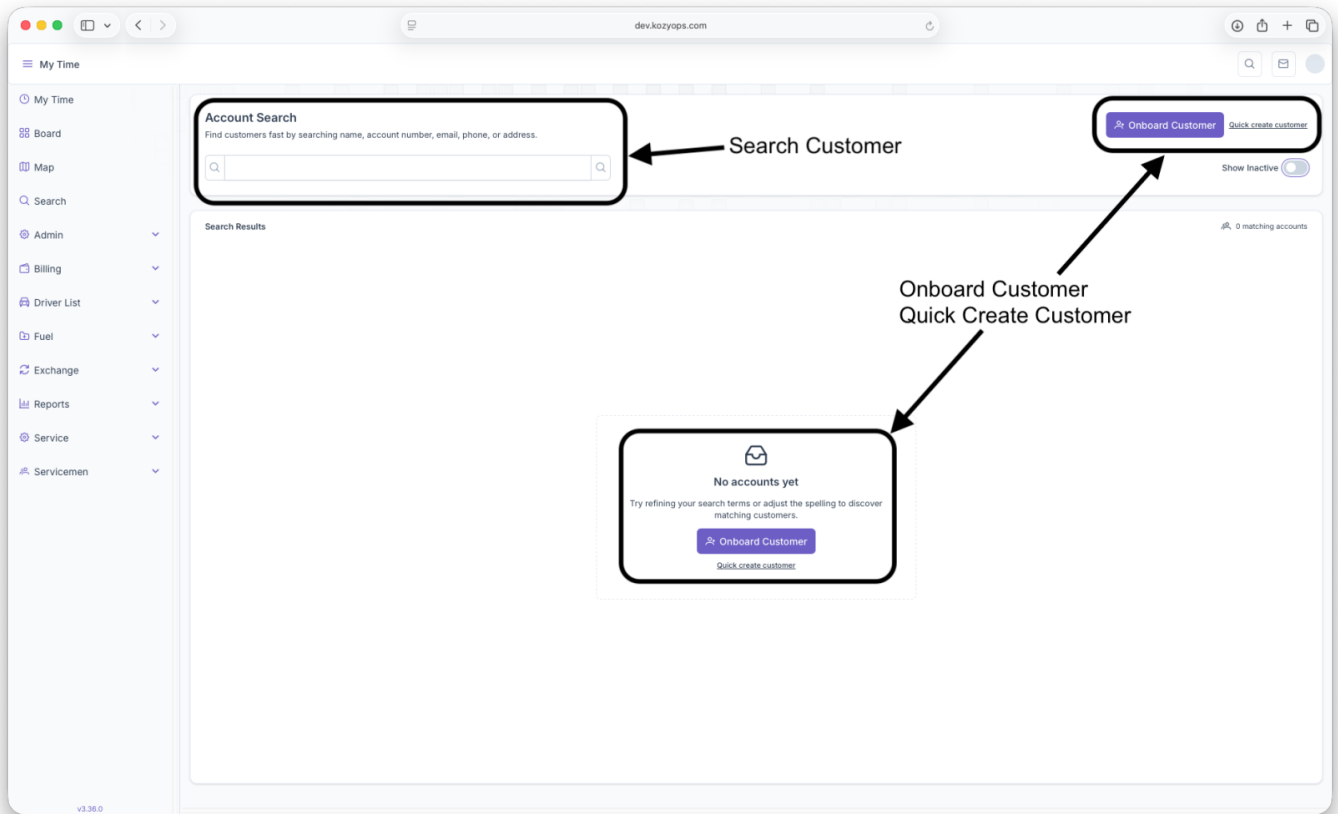 dev.kozyops.com
My Time
My Time
Board
Map
Search
Admin
Billing
Driver List
Fuel
Exchange
Reports
Service
Servicemen
v3.36.0
Account Search
Find customers fast by searching name, account number, email, phone, or address.
Search Customer
Onboard Customer
Quick create customer
Show Inactive
Search Results
0 matching accounts
Onboard Customer
Quick Create Customer
No accounts yet
Try refining your search terms or adjust the spelling to discover
matching customers.
Onboard Customer
Quick create customer